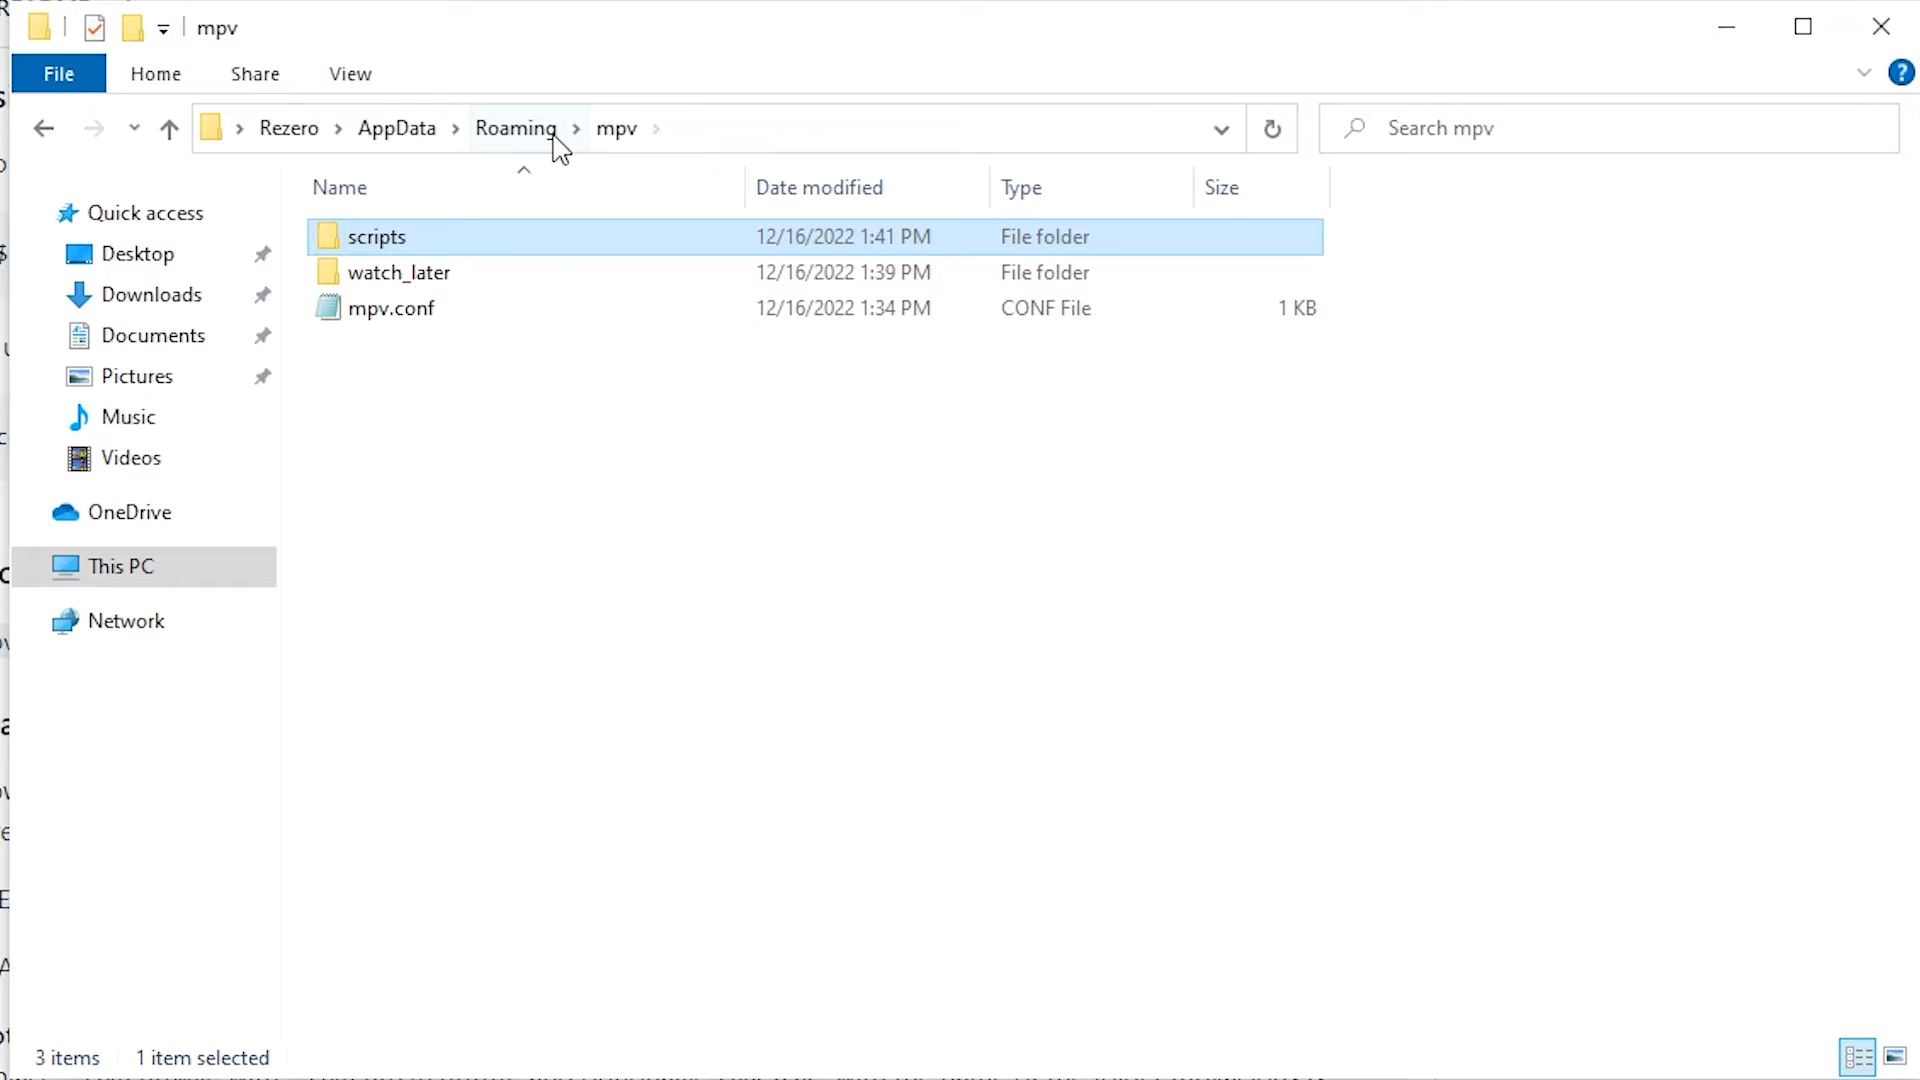 mpv
File Home Share View
Rezero AppData Roaming mpv
Search mpv
Name Date modified Type Size
scripts 12/16/2022 1:41 PM File folder
watch_later 12/16/2022 1:39 PM File folder
mpv.conf 12/16/2022 1:34 PM CONF File 1 KB
Quick access
Desktop
Downloads
Documents
Pictures
Music
Videos
OneDrive
This PC
Network
3 items 1 item selected